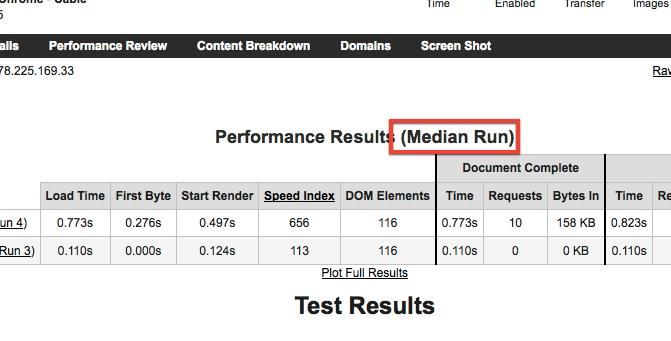 Chrome - Cable
Time Enabled Transfer Images
ails Performance Review Content Breakdown Domains Screen Shot
78.225.169.33 Rav
Performance Results (Median Run)
Document Complete
Load Time First Byte Start Render Speed Index DOM Elements Time Requests Bytes In Time Re
un 4) 0.773s 0.276s 0.497s 656 116 0.773s 10 158 KB 0.823s
Run 3) 0.110s 0.000s 0.124s 113 116 0.110s 0 0 KB 0.110s
Plot Full Results
Test Results